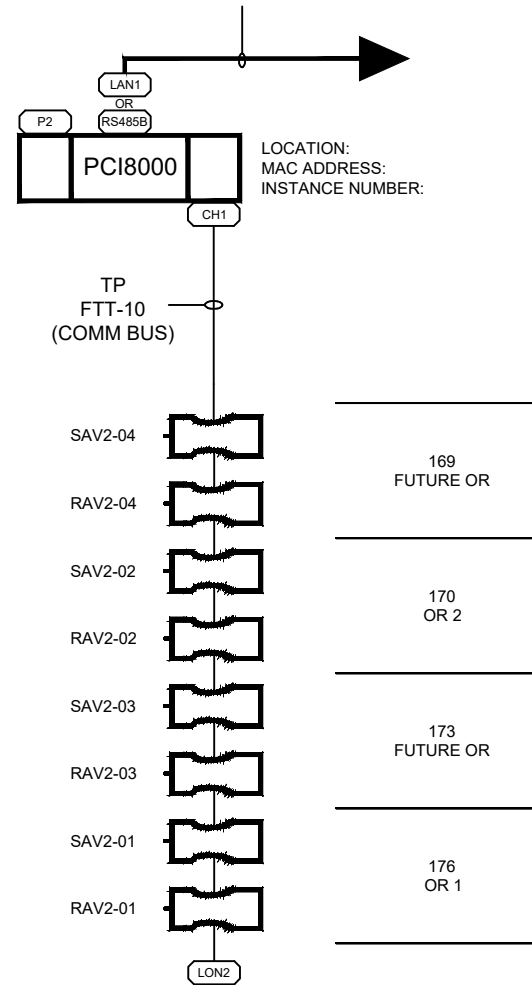 LAN1
OR
P2
RS485B
PCI8000
LOCATION:
MAC ADDRESS:
INSTANCE NUMBER:
CH1
TP
FTT-10
(COMM BUS)
SAV2-04
169
FUTURE OR
RAV2-04
SAV2-02
170
OR 2
RAV2-02
SAV2-03
173
FUTURE OR
RAV2-03
SAV2-01
176
OR 1
RAV2-01
LON2